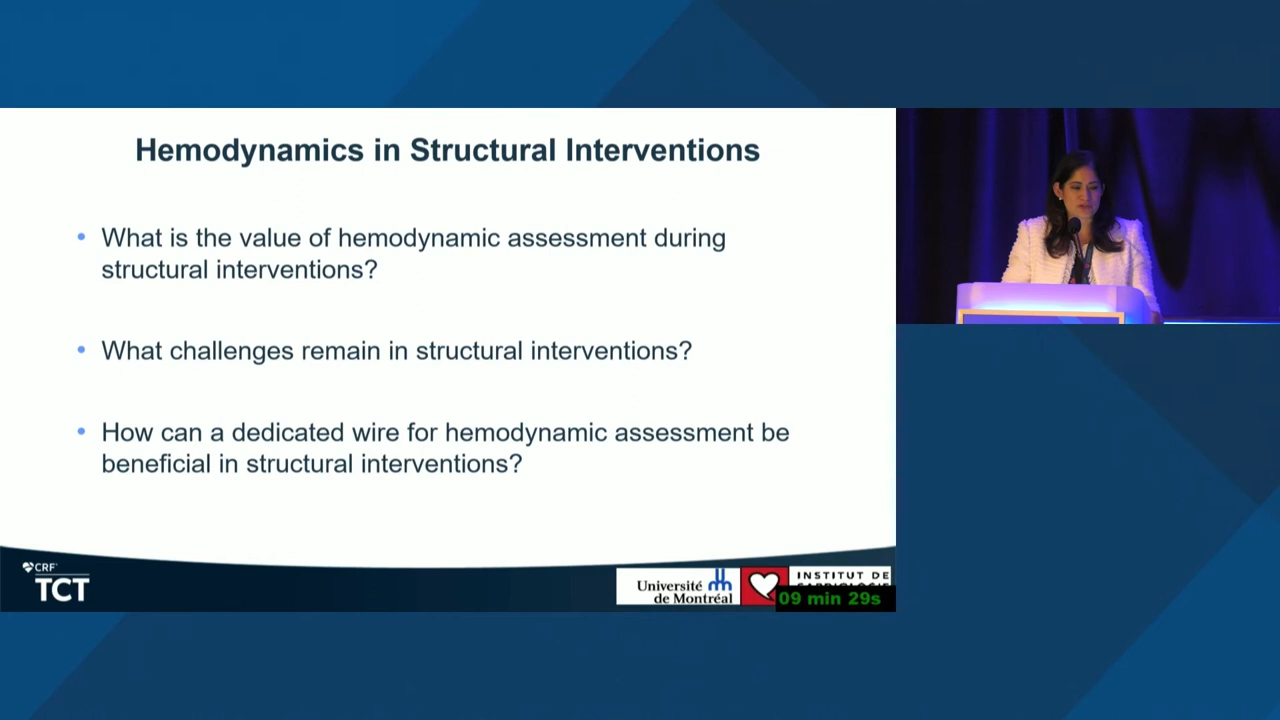 Hemodynamics in Structural Interventions
• What is the value of hemodynamic assessment during
structural interventions?
• What challenges remain in structural interventions?
• How can a dedicated wire for hemodynamic assessment be
beneficial in structural interventions?
CRF
TCT
Université
de Montréal
INSTITUT DE
09 min 29s